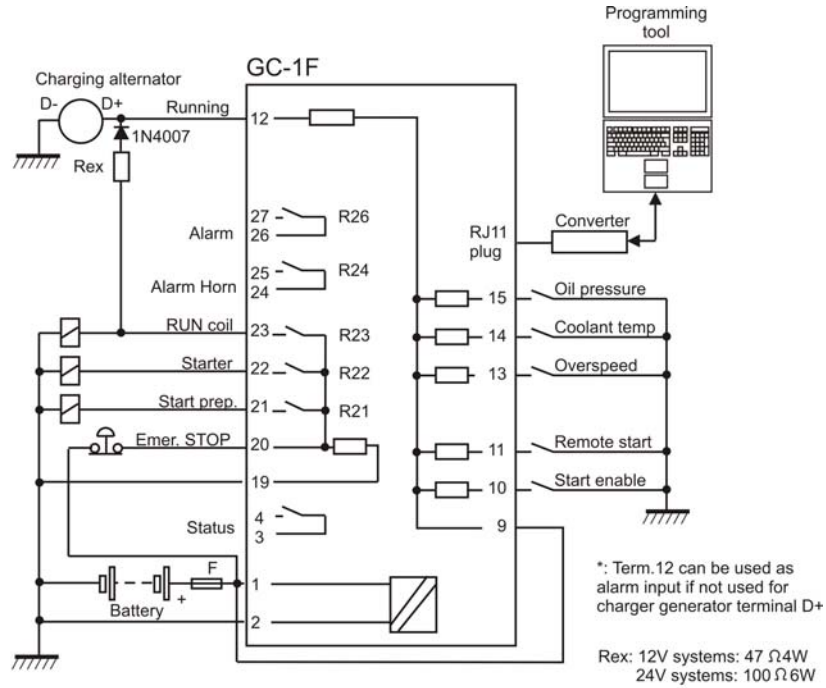 Programming
tool
GC-1F
Charging alternator
D-
D+
Running
12
1N4007
Rex
27
R26
Alarm
26
RJ11
plug
Converter
25
R24
Alarm Horn
24
15
Oil pressure
RUN coil
23
R23
14
Coolant temp
Starter
22
R22
13
Overspeed
Start prep.
21
R21
Emer. STOP
20
11
Remote start
19
10
Start enable
4
Status
3
9
F
1
+
Battery
2
*: Term.12 can be used as
alarm input if not used for
charger generator terminal D+
Rex: 12V systems: 47 Ω4W
24V systems: 100 Ω 6W